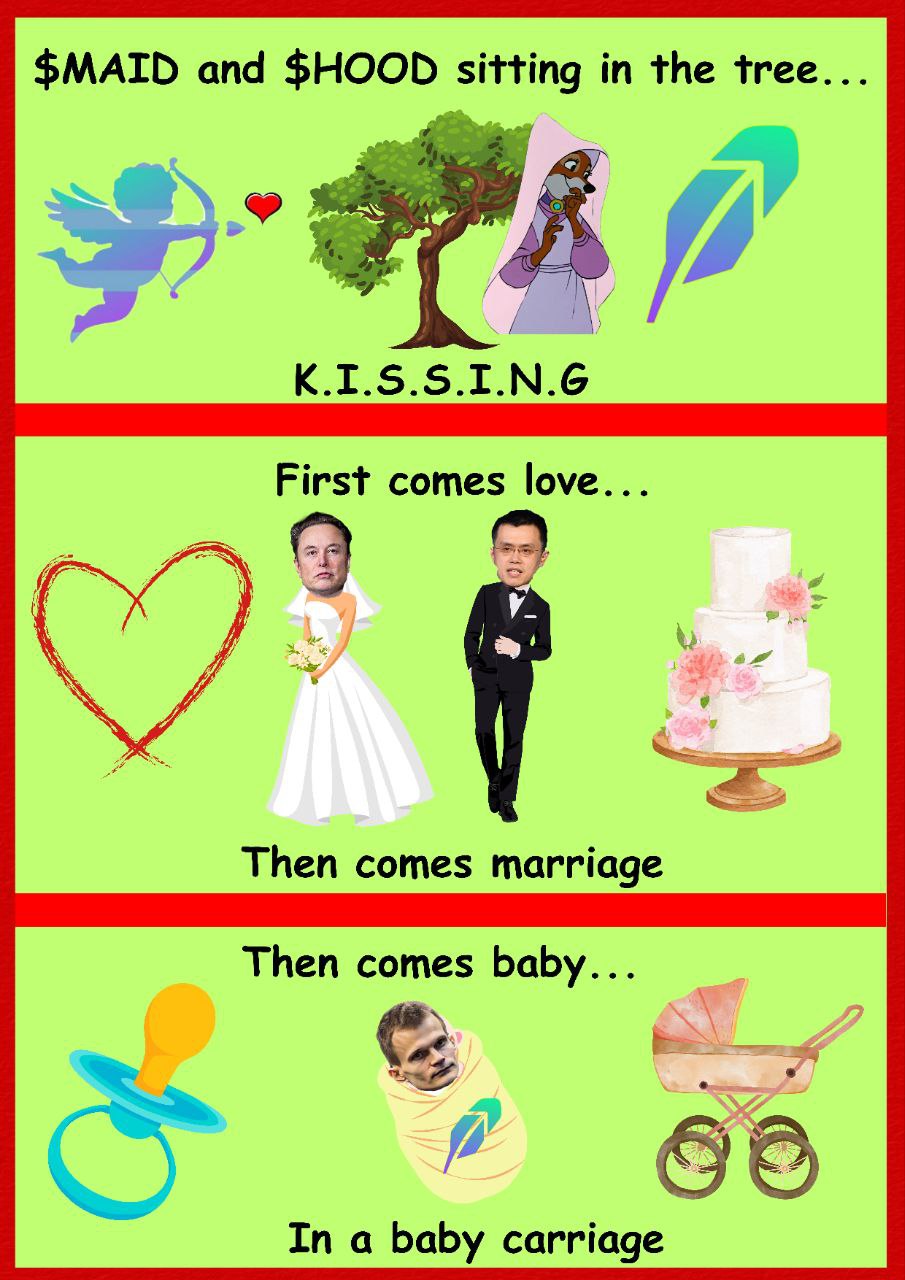 $MAID and $HOOD sitting in the tree...
K.I.S.S.I.N.G
First comes love...
Then comes marriage
Then comes baby...
In a baby carriage